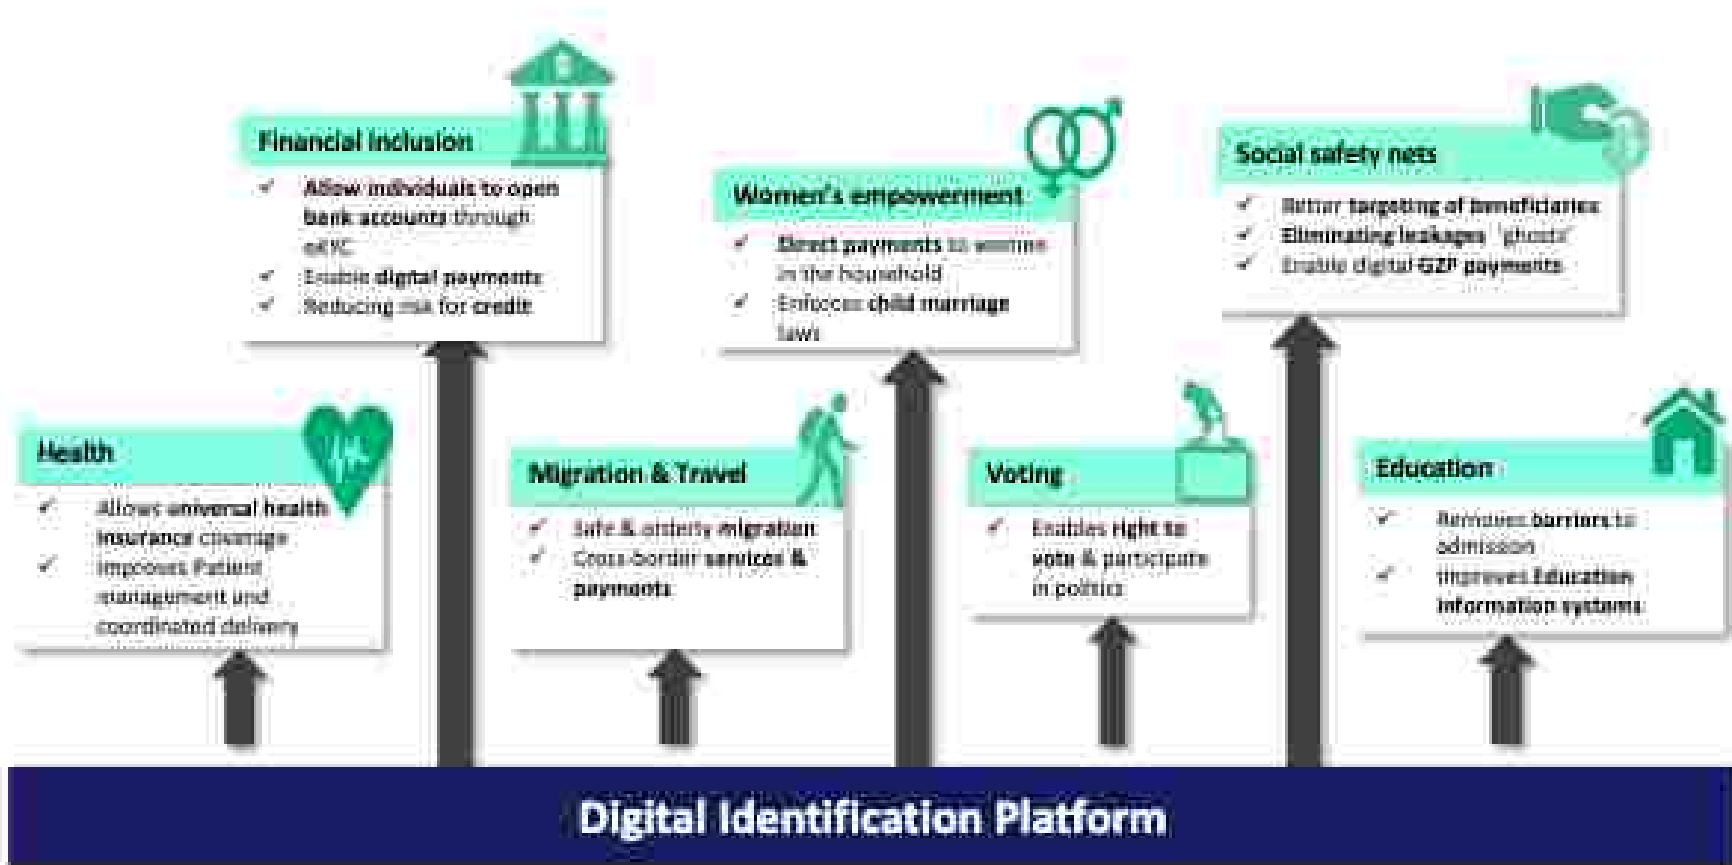 Financial Inclusion
Allow individuals to open
bank accounts through
eKYC
Enable digital payments
Reducing risk for credit
Women's empowerment
Direct payments to women
in the household
Enforces child marriage
laws
Social safety nets
Better targeting of beneficiaries
Eliminating leakages 'ghosts'
Enable digital G2P payments
Health
Allows universal health
insurance coverage
Improves Patient
management and
coordinated delivery
Migration & Travel
Safe & orderly migration
Cross-border services &
payments
Voting
Enables right to
vote & participate
in politics
Education
Removes barriers to
admission
Improves Education
information systems
Digital Identification Platform